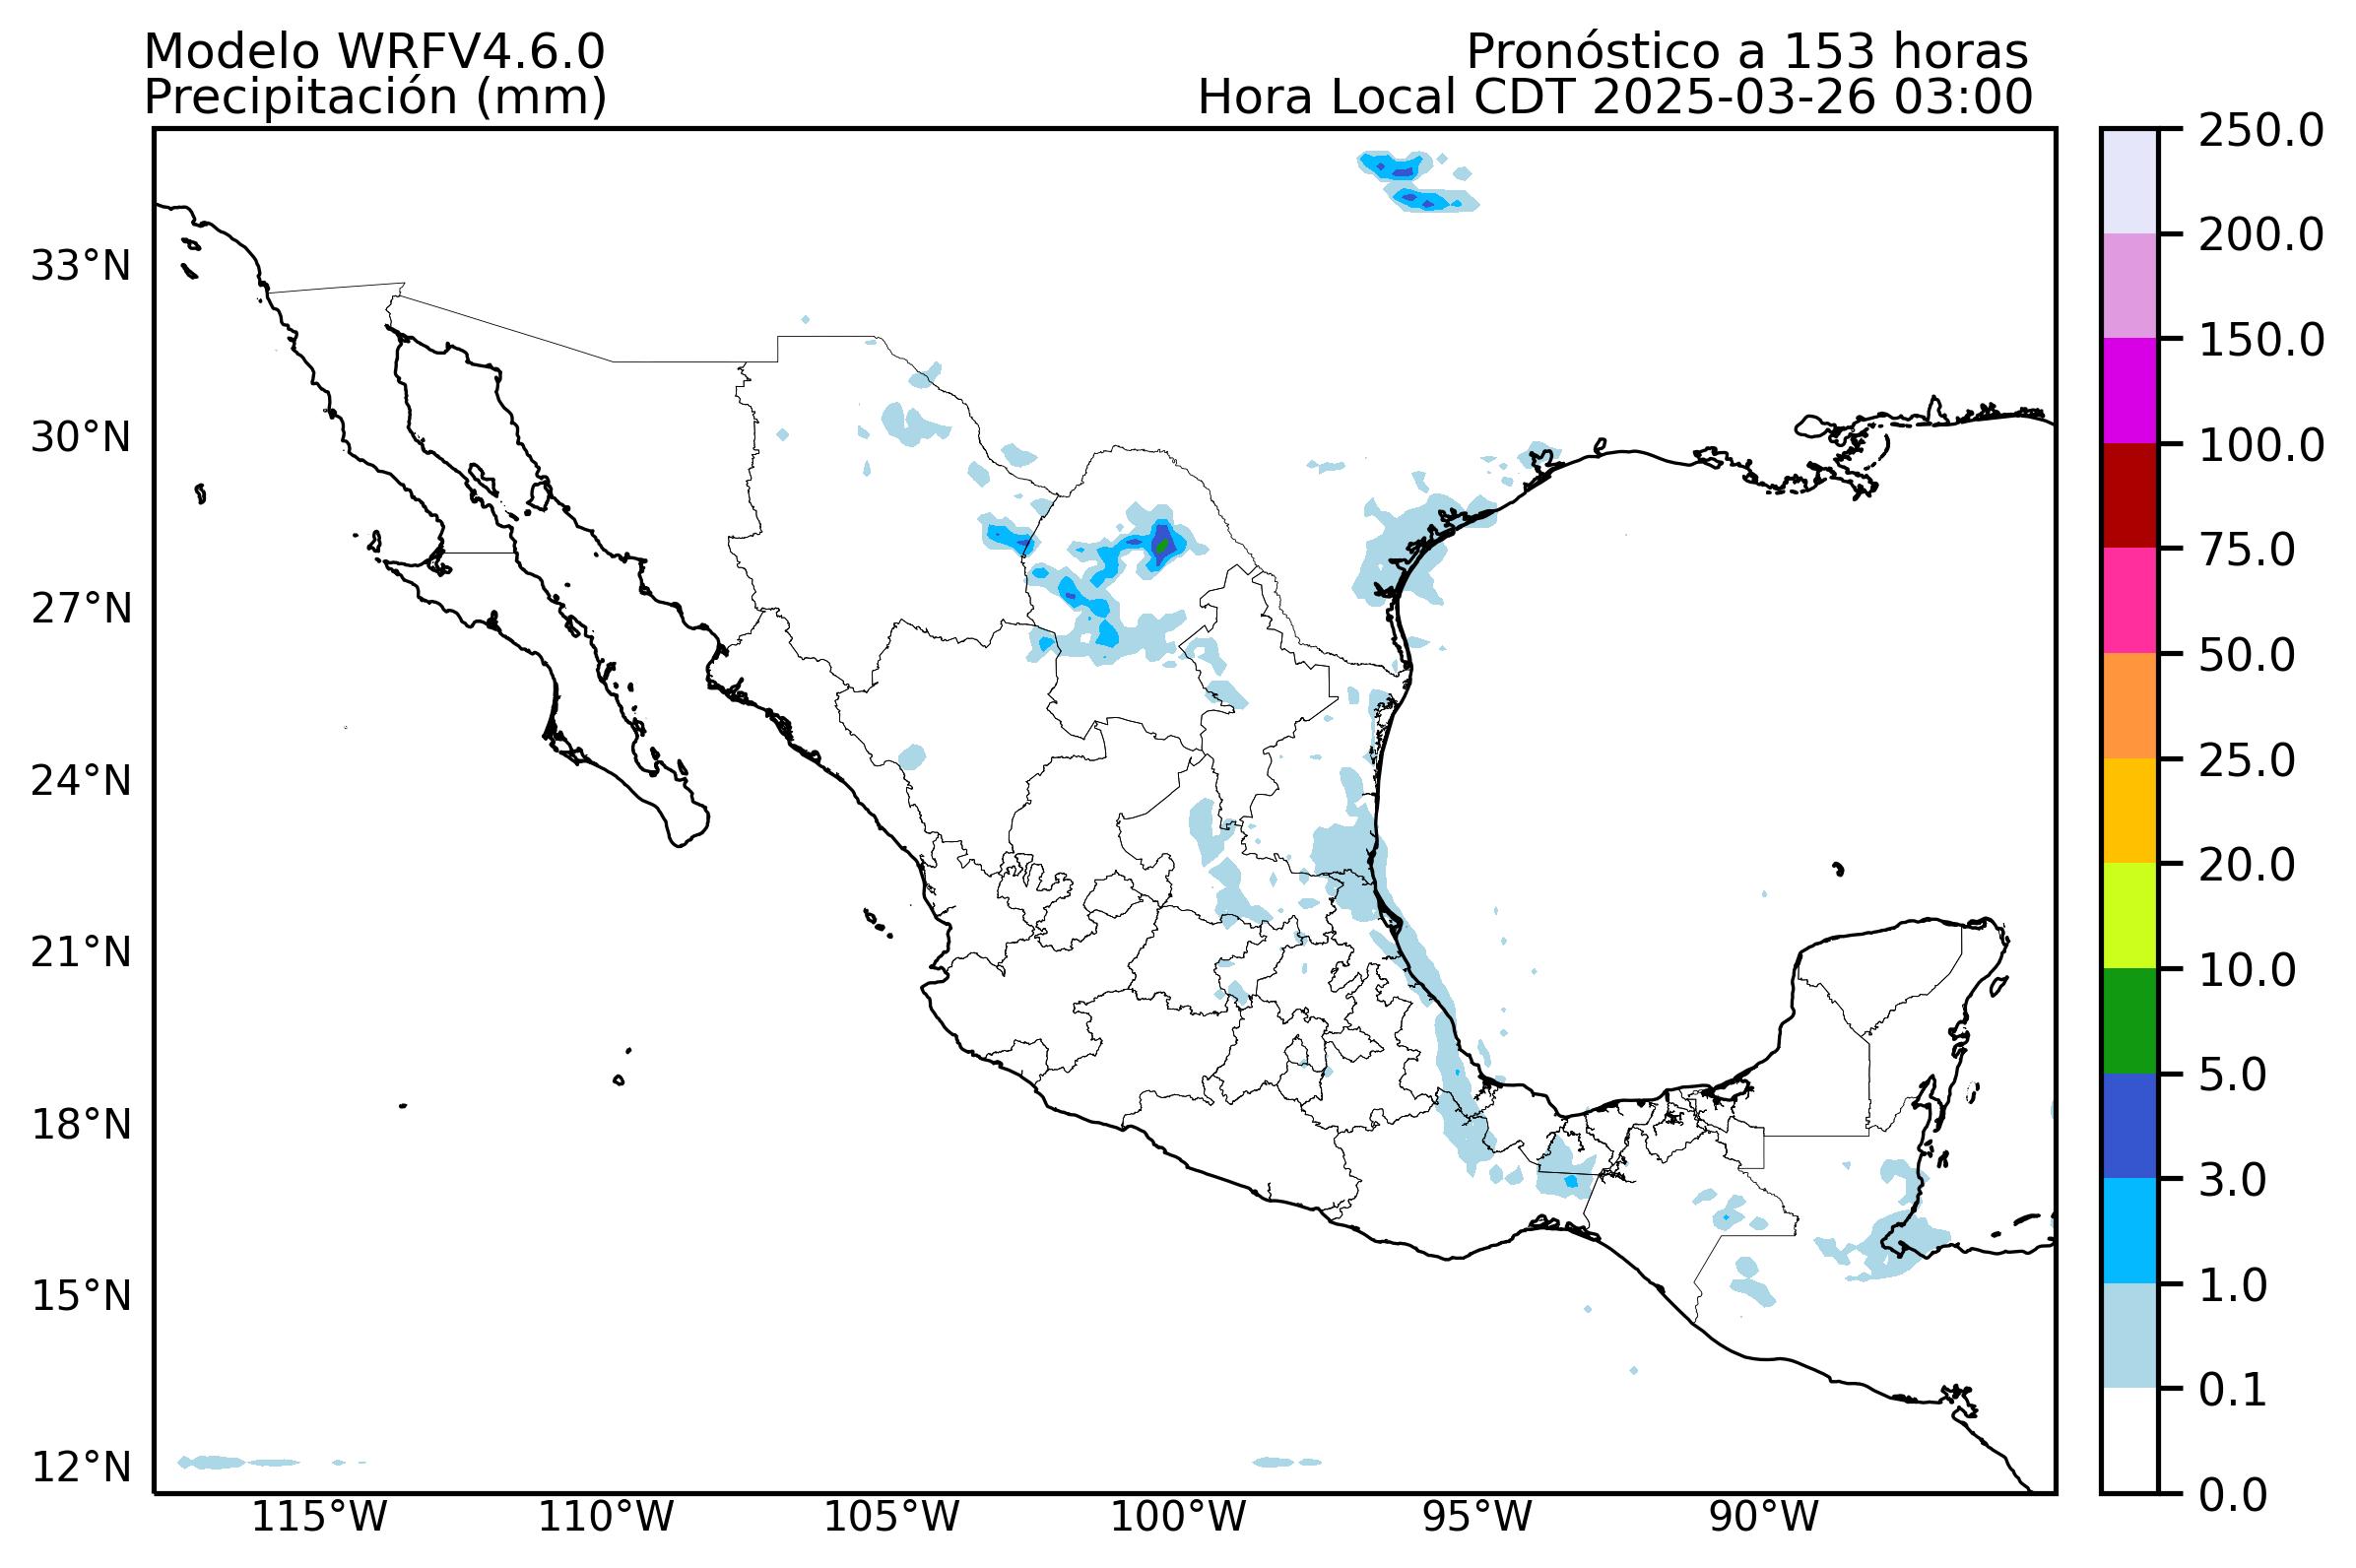 Modelo WRFV4.6.0
Precipitación (mm)
Pronóstico a 153 horas
Hora Local CDT 2025-03-26 03:00
33°N
30°N
27°N
24°N
21°N
18°N
15°N
12°N
115°W
110°W
105°W
100°W
95°W
90°W
250.0
200.0
150.0
100.0
75.0
50.0
25.0
20.0
10.0
5.0
3.0
1.0
0.1
0.0